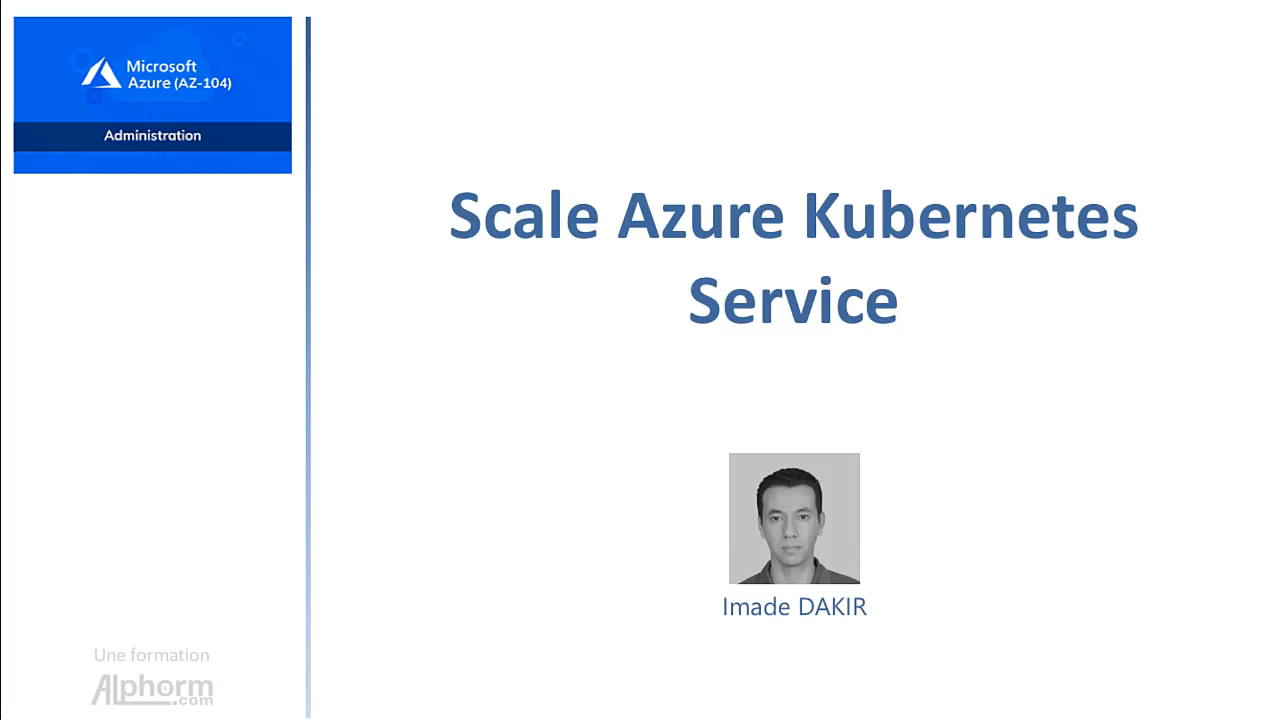 Microsoft
Azure (AZ-104)
Administration
Scale Azure Kubernetes
Service
Imade DAKIR
Une formation
Alphorm
.com